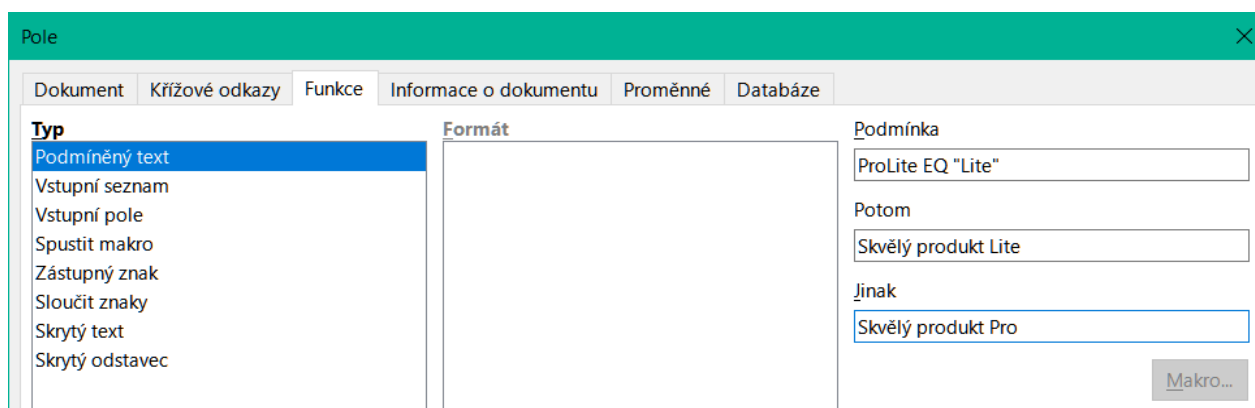 Pole
Dokument Křížové odkazy Funkce Informace o dokumentu Proměnné Databáze
Typ
Podmíněný text
Vstupní seznam
Vstupní pole
Spustit makro
Zástupný znak
Sloučit znaky
Skrytý text
Skrytý odstavec
Formát
Podmínka
ProLite EQ "Lite"
Potom
Skvělý produkt Lite
Jinak
Skvělý produkt Pro
Makro...